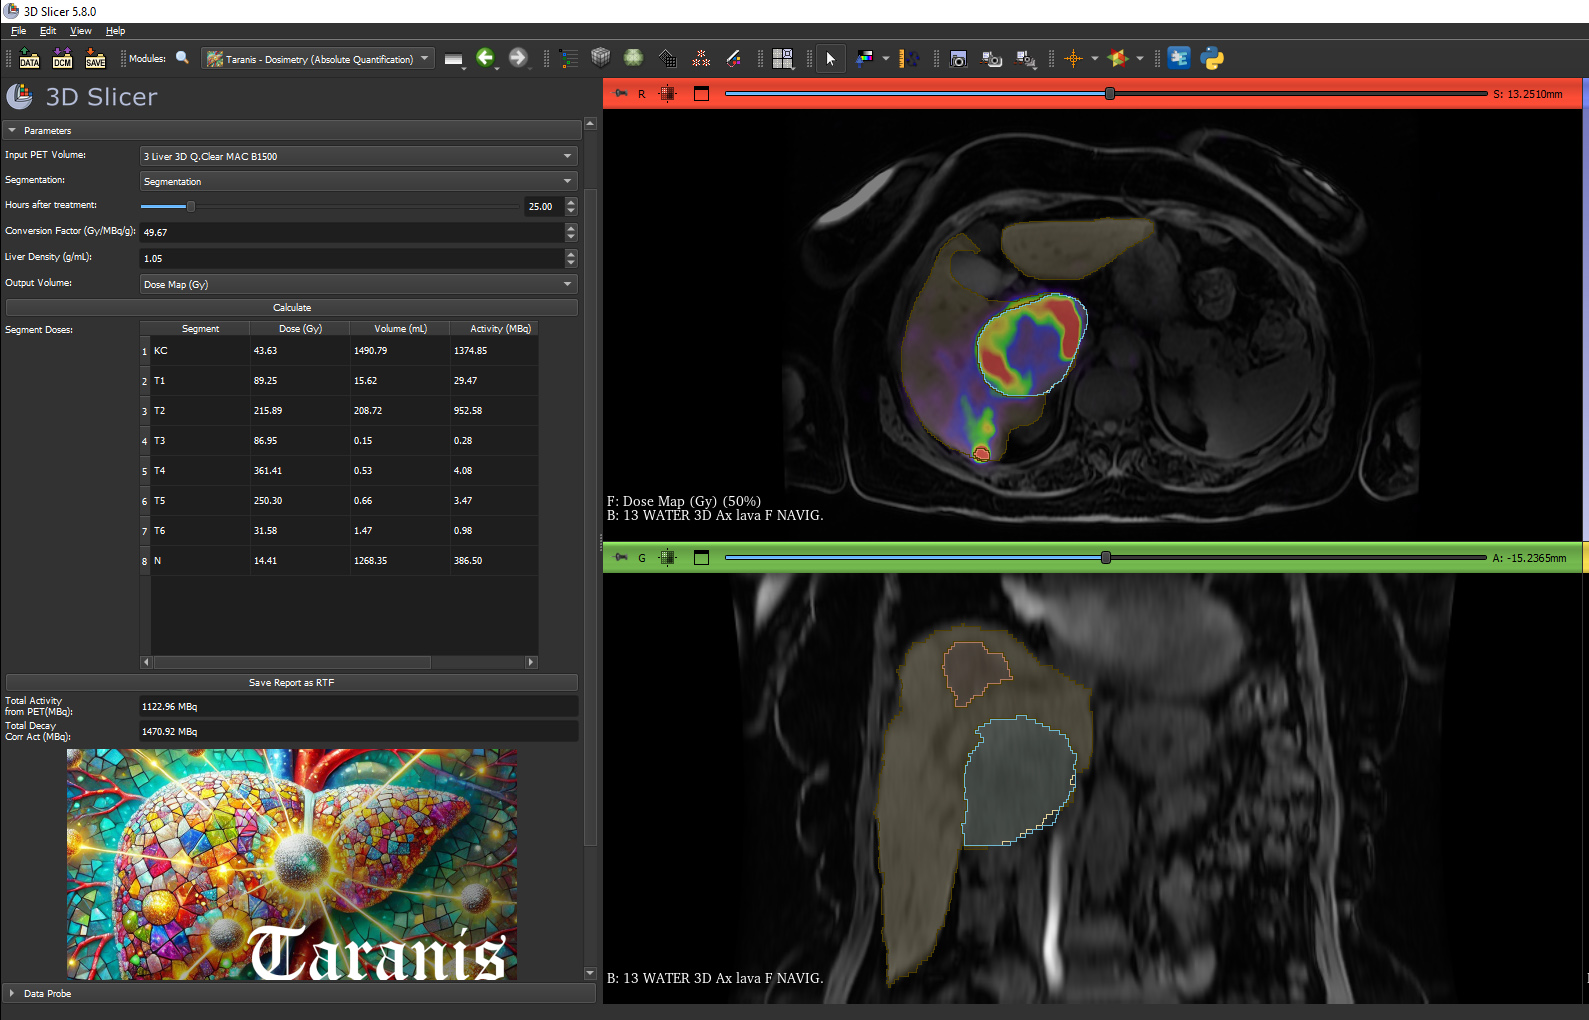 3D Slicer 5.8.0
File Edit View Help
DATA DCM SAVE Modules: Taranis - Dosimetry (Absolute Quantification)
3D Slicer
Parameters
Input PET Volume: 3 Liver 3D Q.Clear MAC B1500
Segmentation: Segmentation
Hours after treatment: 25.00
Conversion Factor (Gy/MBq/g): 49.67
Liver Density (g/mL): 1.05
Output Volume: Dose Map (Gy)
Calculate
Segment Doses:
Segment Dose (Gy) Volume (mL) Activity (MBq)
1 KC 43.63 1490.79 1374.85
2 T1 89.25 15.62 29.47
3 T2 215.89 208.72 952.58
4 T3 86.95 0.15 0.28
5 T4 361.41 0.53 4.08
6 T5 250.30 0.66 3.47
7 T6 31.58 1.47 0.98
8 N 14.41 1268.35 386.50
Save Report as RTF
Total Activity
from PET(MBq): 1122.96 MBq
Total Decay
Corr Act (MBq): 1470.92 MBq
Taranis
Data Probe
R S: 13.2510mm
F: Dose Map (Gy) (50%)
B: 13 WATER 3D Ax lava F NAVIG.
G A: -15.2365mm
B: 13 WATER 3D Ax lava F NAVIG.